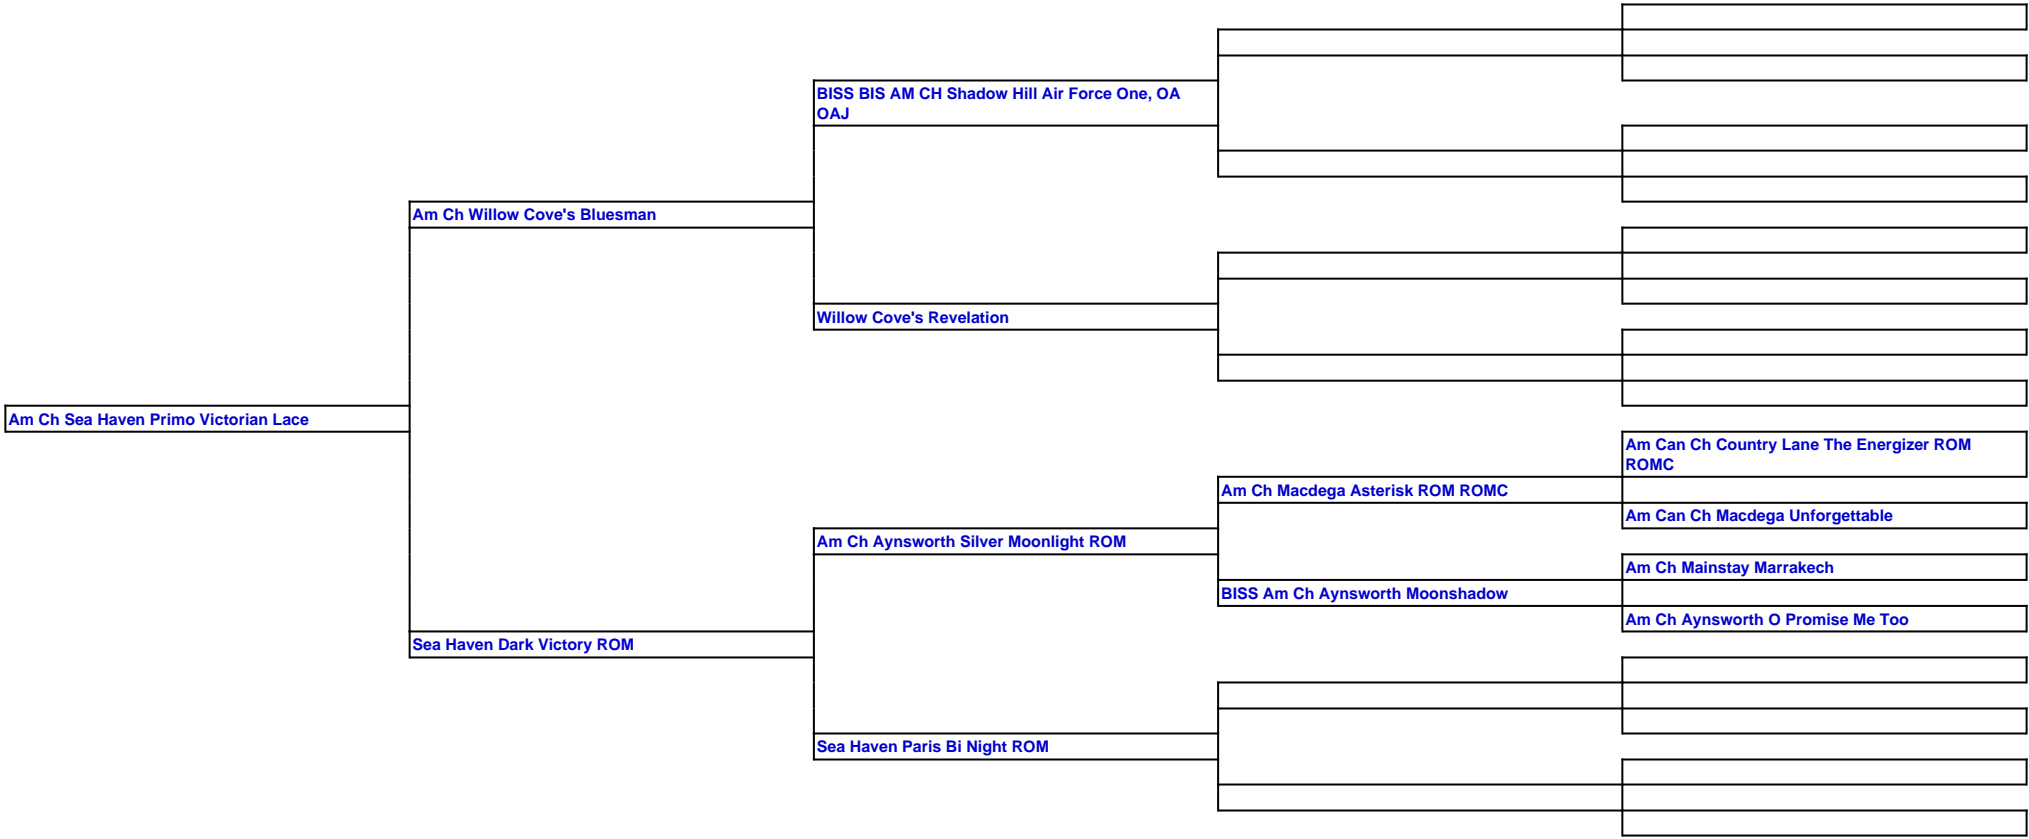 BISS BIS AM CH Shadow Hill Air Force One, OA
OAJ
Am Ch Willow Cove's Bluesman
Willow Cove's Revelation
Am Ch Sea Haven Primo Victorian Lace
Am Can Ch Country Lane The Energizer ROM
ROMC
Am Ch Macdega Asterisk ROM ROMC
Am Can Ch Macdega Unforgettable
Am Ch Aynsworth Silver Moonlight ROM
Am Ch Mainstay Marrakech
BISS Am Ch Aynsworth Moonshadow
Am Ch Aynsworth O Promise Me Too
Sea Haven Dark Victory ROM
Sea Haven Paris Bi Night ROM